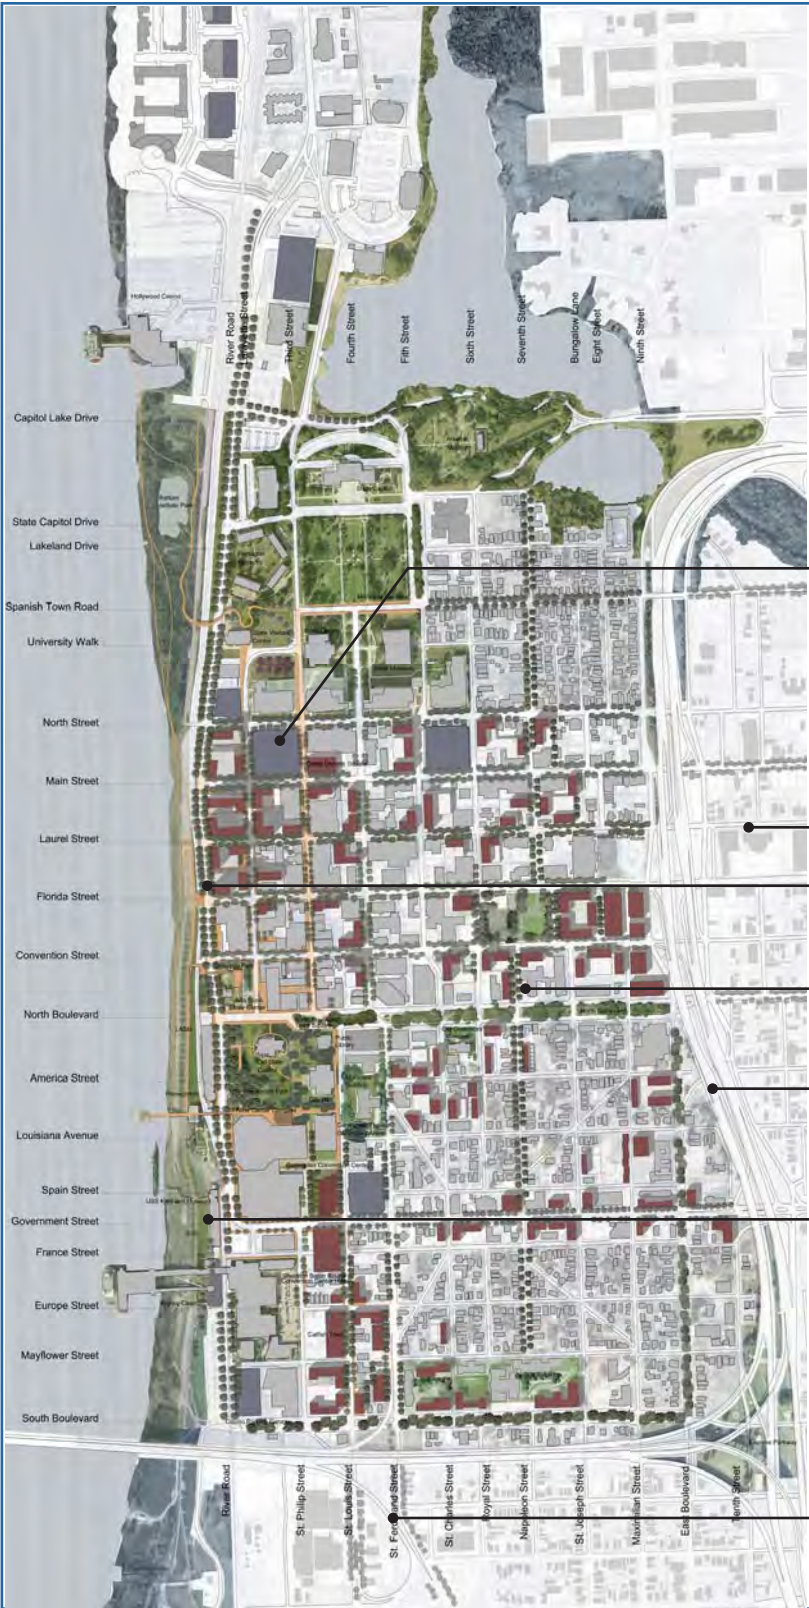 Hollywood Casino
River Road
Third Street
Fourth Street
Fifth Street
Sixth Street
Seventh Street
Bungalow Lane
Eight Street
Ninth Street
Capitol Lake Drive
State Capitol Drive
Lakeland Drive
Spanish Town Road
University Walk
North Street
Main Street
Laurel Street
Florida Street
Convention Street
North Boulevard
Public
Library
America Street
Louisiana Avenue
Spain Street
Government Street
France Street
Europe Street
Mayflower Street
South Boulevard
River Road
St. Philip Street
St. Louis Street
St. Ferdinand Street
St. Charles Street
Royal Street
Napoleon Street
St. Joseph Street
Maximilian Street
East Boulevard
Tenth Street